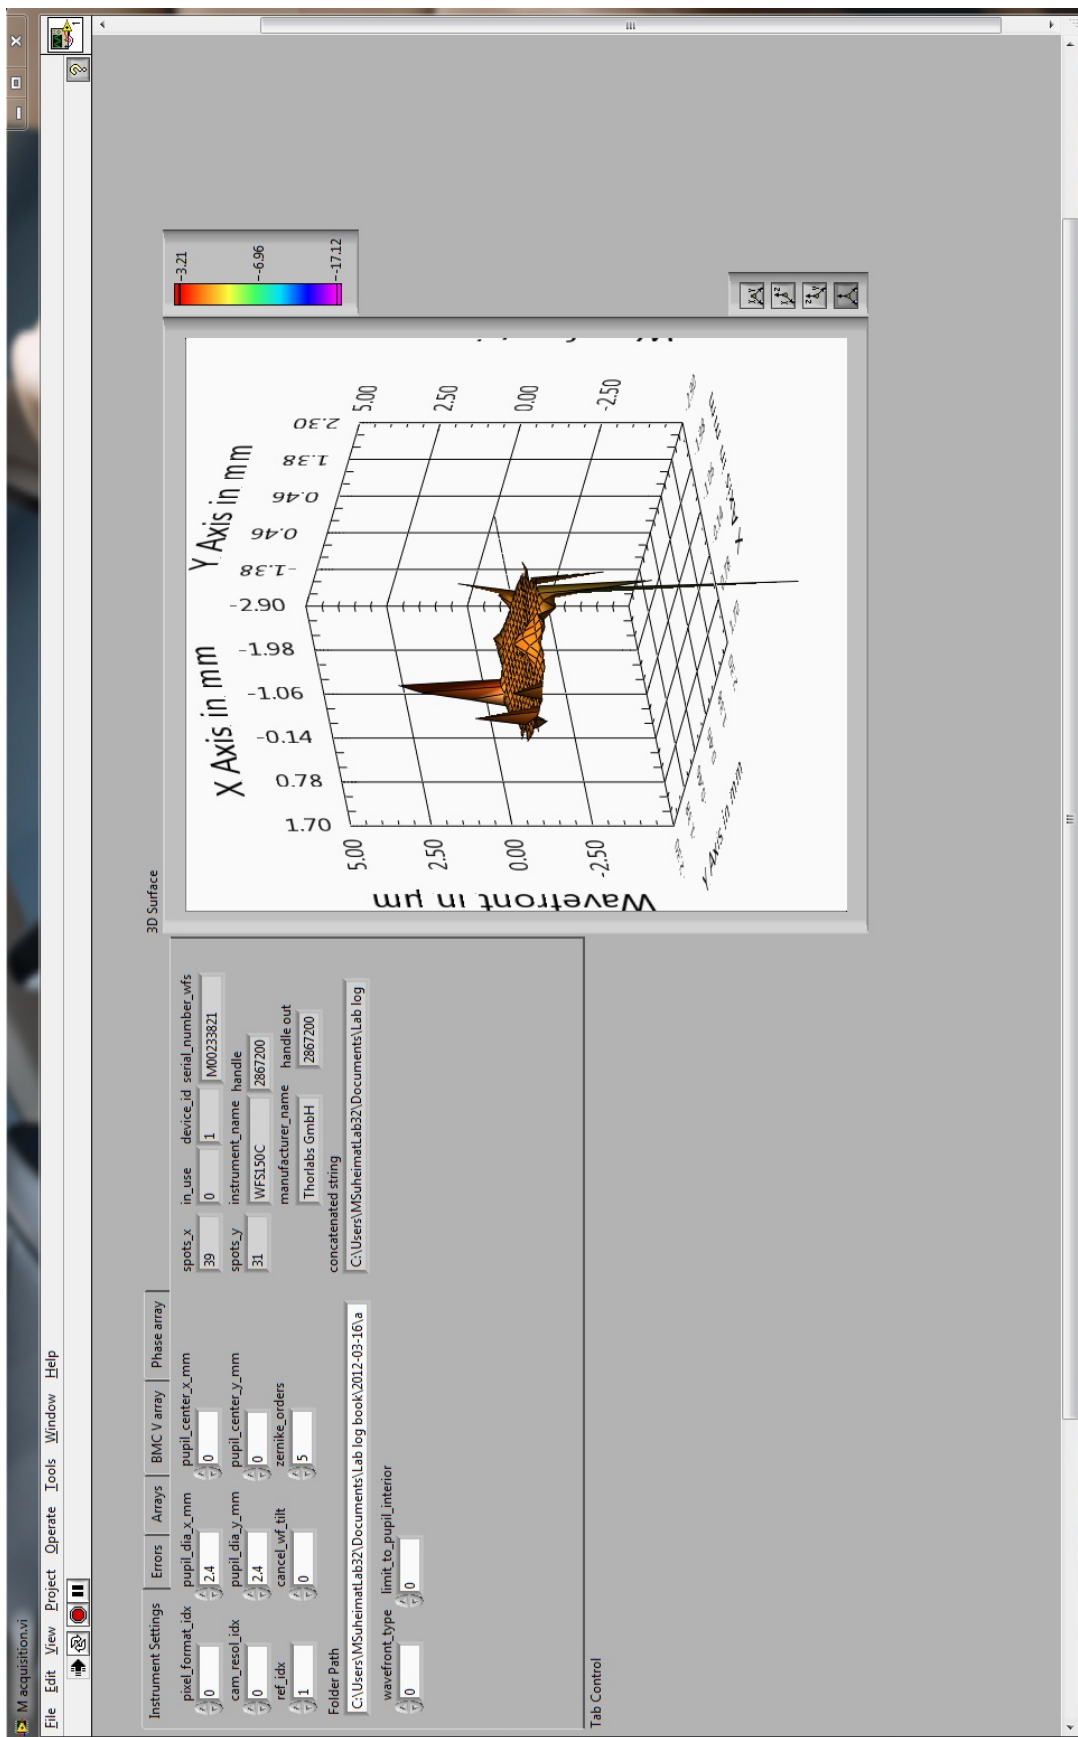 M acquisition.vi
File Edit View Project Operate Tools Window Help
Instrument Settings Errors Arrays BMC V array Phase array
pixel_format_idx pupil_dia_x_mm pupil_center_x_mm
0 2.4 0
cam_resol_idx pupil_dia_y_mm pupil_center_y_mm
0 2.4 0
ref_idx cancel_wf_tilt zernike_orders
1 0 5
Folder Path
C:\Users\MSuheimatLab32\Documents\Lab log book\2012-03-16\a
wavefront_type limit_to_pupil_interior
0 0
spots_x in_use device_id serial_number_wfs
39 0 1 M00233821
spots_y instrument_name handle
31 WFS150C 2867200
manufacturer_name handle out
Thorlabs GmbH 2867200
concatenated string
C:\Users\MSuheimatLab32\Documents\Lab log
Tab Control
3D Surface
X Axis in mm Y Axis in mm
1.70 0.78 -0.14 -1.06 -1.98 -2.90 -1.38 0.46 0.46 1.38 2.30
5.00 5.00
2.50 2.50
0.00 0.00
-2.50 -2.50
Wavefront in µm
Y Axis in mm
-3.21
--6.96
--17.12